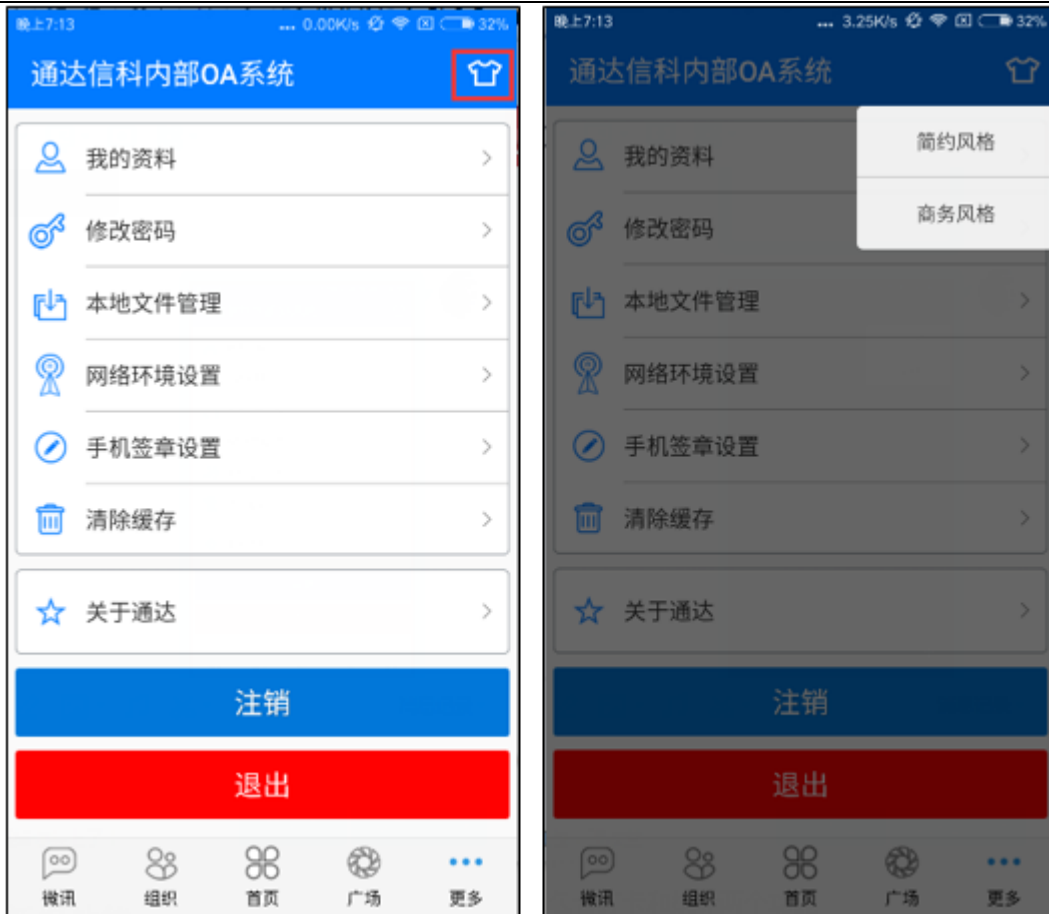 晚上7:13 ... 0.00K/s 32%
通达信科内部OA系统
我的资料
修改密码
本地文件管理
网络环境设置
手机签章设置
清除缓存
关于通达
注销
退出
微讯 组织 首页 广场 更多
晚上7:13 ... 3.25K/s 32%
通达信科内部OA系统
简约风格
商务风格
我的资料
修改密码
本地文件管理
网络环境设置
手机签章设置
清除缓存
关于通达
注销
退出
微讯 组织 首页 广场 更多